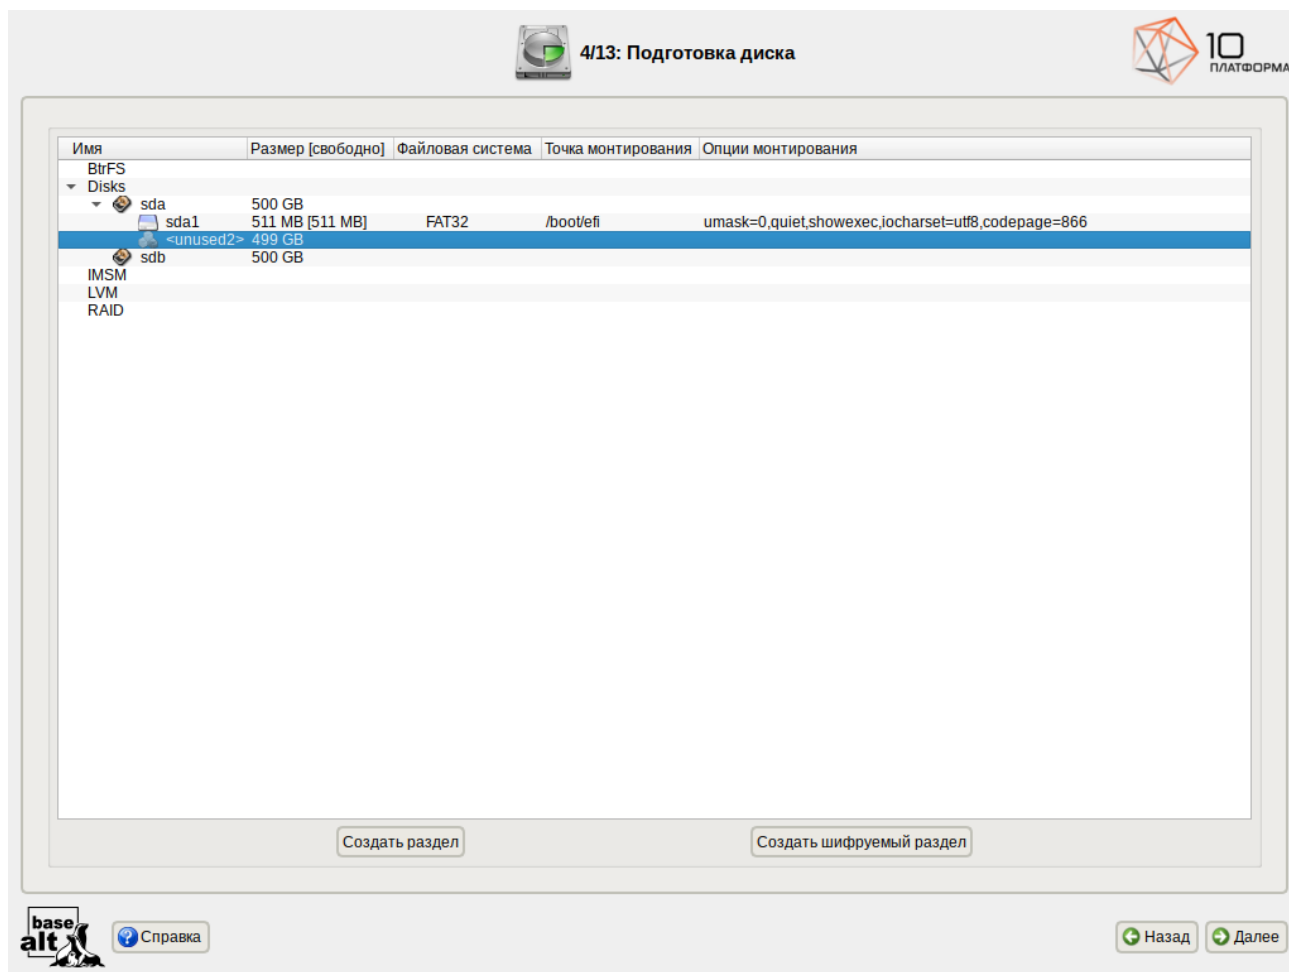 4/13: Подготовка диска
10
ПЛАТФОРМА
Имя Размер [свободно] Файловая система Точка монтирования Опции монтирования
BtrFS
Disks
sda 500 GB
sda1 511 MB [511 MB] FAT32 /boot/efi umask=0,quiet,showexec,iocharset=utf8,codepage=866
<unused2> 499 GB
sdb 500 GB
IMSM
LVM
RAID
Создать раздел Создать шифруемый раздел
base
alt
Справка Назад Далее